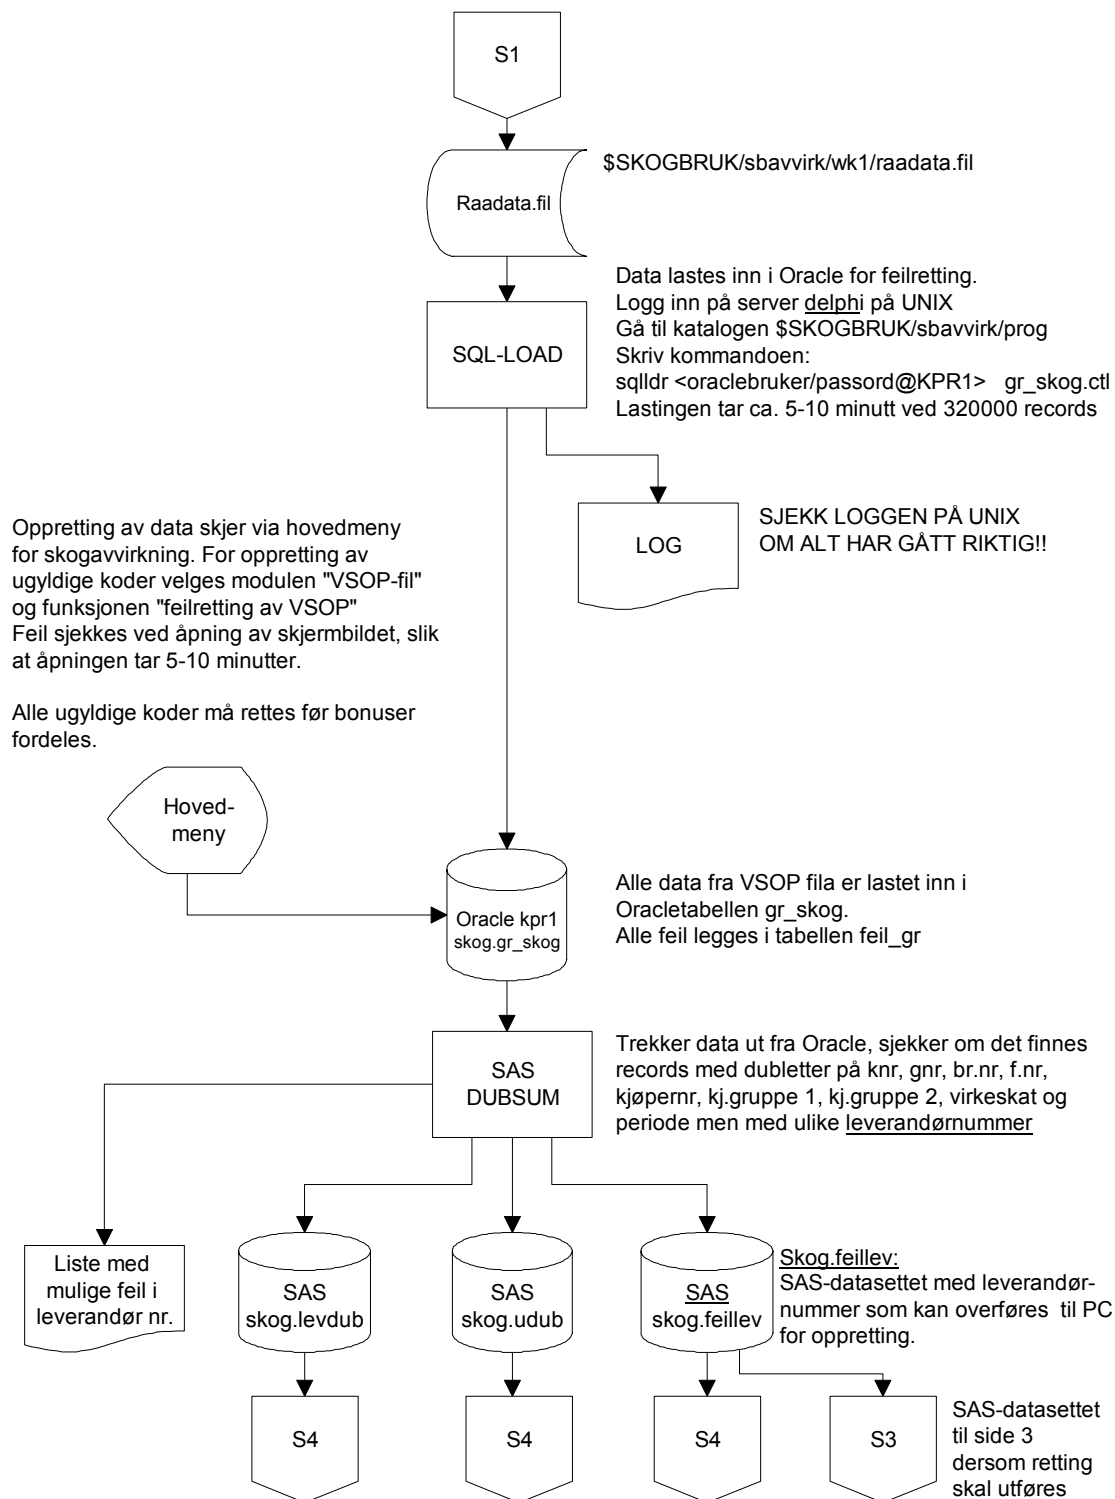 S1
Raadata.fil
$SKOGBRUK/sbavvirk/wk1/raadata.fil
SQL-LOAD
Data lastes inn i Oracle for feilretting.
Logg inn på server delphi på UNIX
Gå til katalogen $SKOGBRUK/sbavvirk/prog
Skriv kommandoen:
sqlldr <oraclebruker/passord@KPR1> gr_skog.ctl
Lastingen tar ca. 5-10 minutt ved 320000 records
LOG
SJEKK LOGGEN PÅ UNIX
OM ALT HAR GÅTT RIKTIG!!
Oppretting av data skjer via hovedmeny
for skogavvirkning. For oppretting av
ugyldige koder velges modulen "VSOP-fil"
og funksjonen "feilretting av VSOP"
Feil sjekkes ved åpning av skjermbildet, slik
at åpningen tar 5-10 minutter.
Alle ugyldige koder må rettes før bonuser
fordeles.
Hoved-
meny
Oracle kpr1
skog.gr_skog
Alle data fra VSOP fila er lastet inn i
Oracletabellen gr_skog.
Alle feil legges i tabellen feil_gr
SAS
DUBSUM
Trekker data ut fra Oracle, sjekker om det finnes
records med dubletter på knr, gnr, br.nr, f.nr,
kjøpernr, kj.gruppe 1, kj.gruppe 2, virkeskat og
periode men med ulike leverandørnummer
Liste med
mulige feil i
leverandør nr.
SAS
skog.levdub
SAS
skog.udub
SAS
skog.feillev
Skog.feillev:
SAS-datasettet med leverandør-
nummer som kan overføres til PC
for oppretting.
S4
S4
S4
S3
SAS-datasettet
til side 3
dersom retting
skal utføres